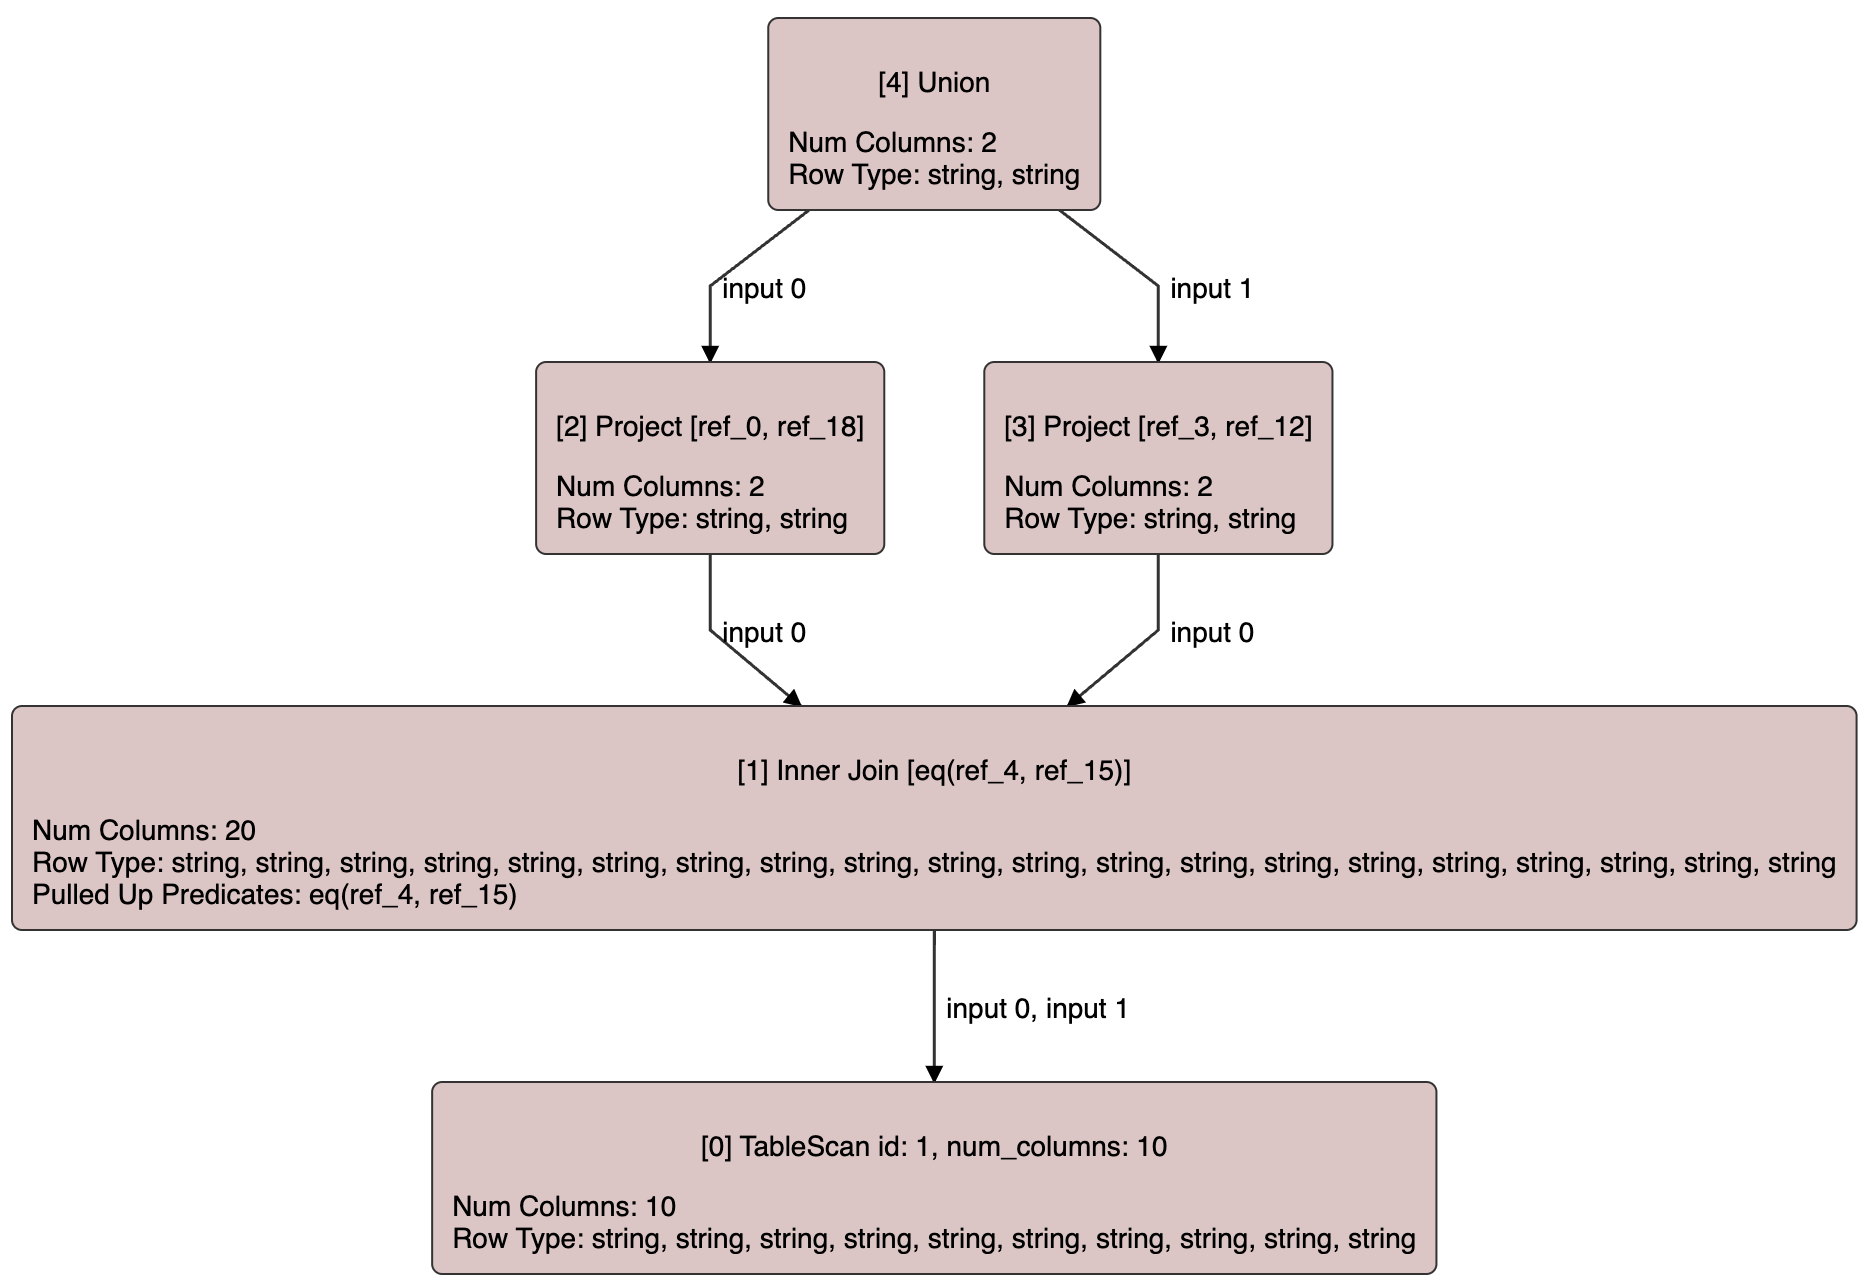 [4] Union
Num Columns: 2
Row Type: string, string
input 0
input 1
[2] Project [ref_0, ref_18]
Num Columns: 2
Row Type: string, string
[3] Project [ref_3, ref_12]
Num Columns: 2
Row Type: string, string
input 0
input 0
[1] Inner Join [eq(ref_4, ref_15)]
Num Columns: 20
Row Type: string, string, string, string, string, string, string, string, string, string, string, string, string, string, string, string, string, string, string, string
Pulled Up Predicates: eq(ref_4, ref_15)
input 0, input 1
[0] TableScan id: 1, num_columns: 10
Num Columns: 10
Row Type: string, string, string, string, string, string, string, string, string, string